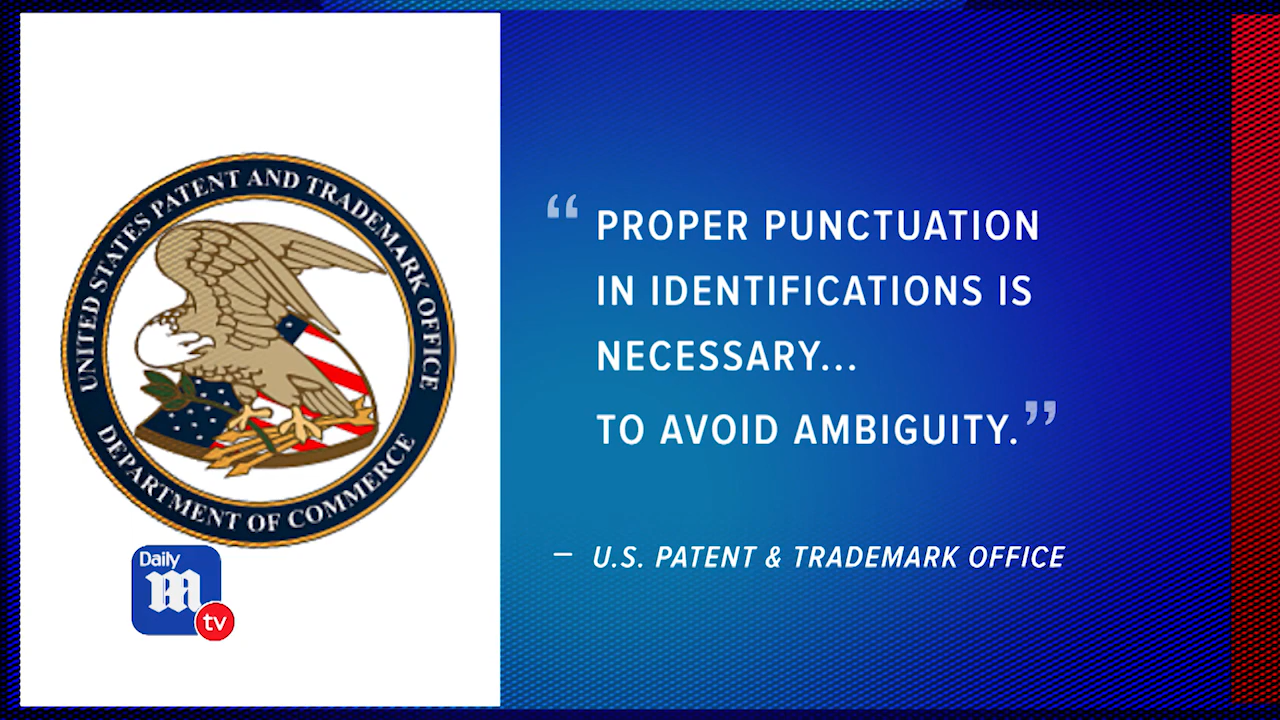 UNITED STATES PATENT AND TRADEMARK OFFICE
DEPARTMENT OF COMMERCE
Daily
M
tv
“ PROPER PUNCTUATION
IN IDENTIFICATIONS IS
NECESSARY...
TO AVOID AMBIGUITY. ”
– U.S. PATENT & TRADEMARK OFFICE